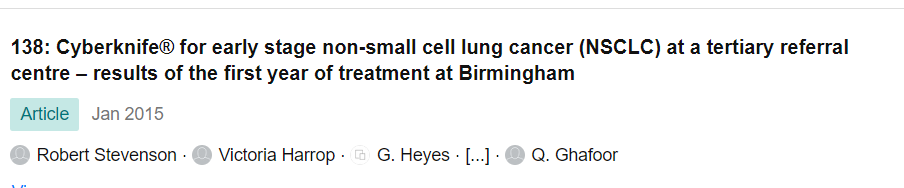 138: Cyberknife® for early stage non-small cell lung cancer (NSCLC) at a tertiary referral
centre – results of the first year of treatment at Birmingham
Article Jan 2015
Robert Stevenson · Victoria Harrop · G. Heyes · [...] · Q. Ghafoor